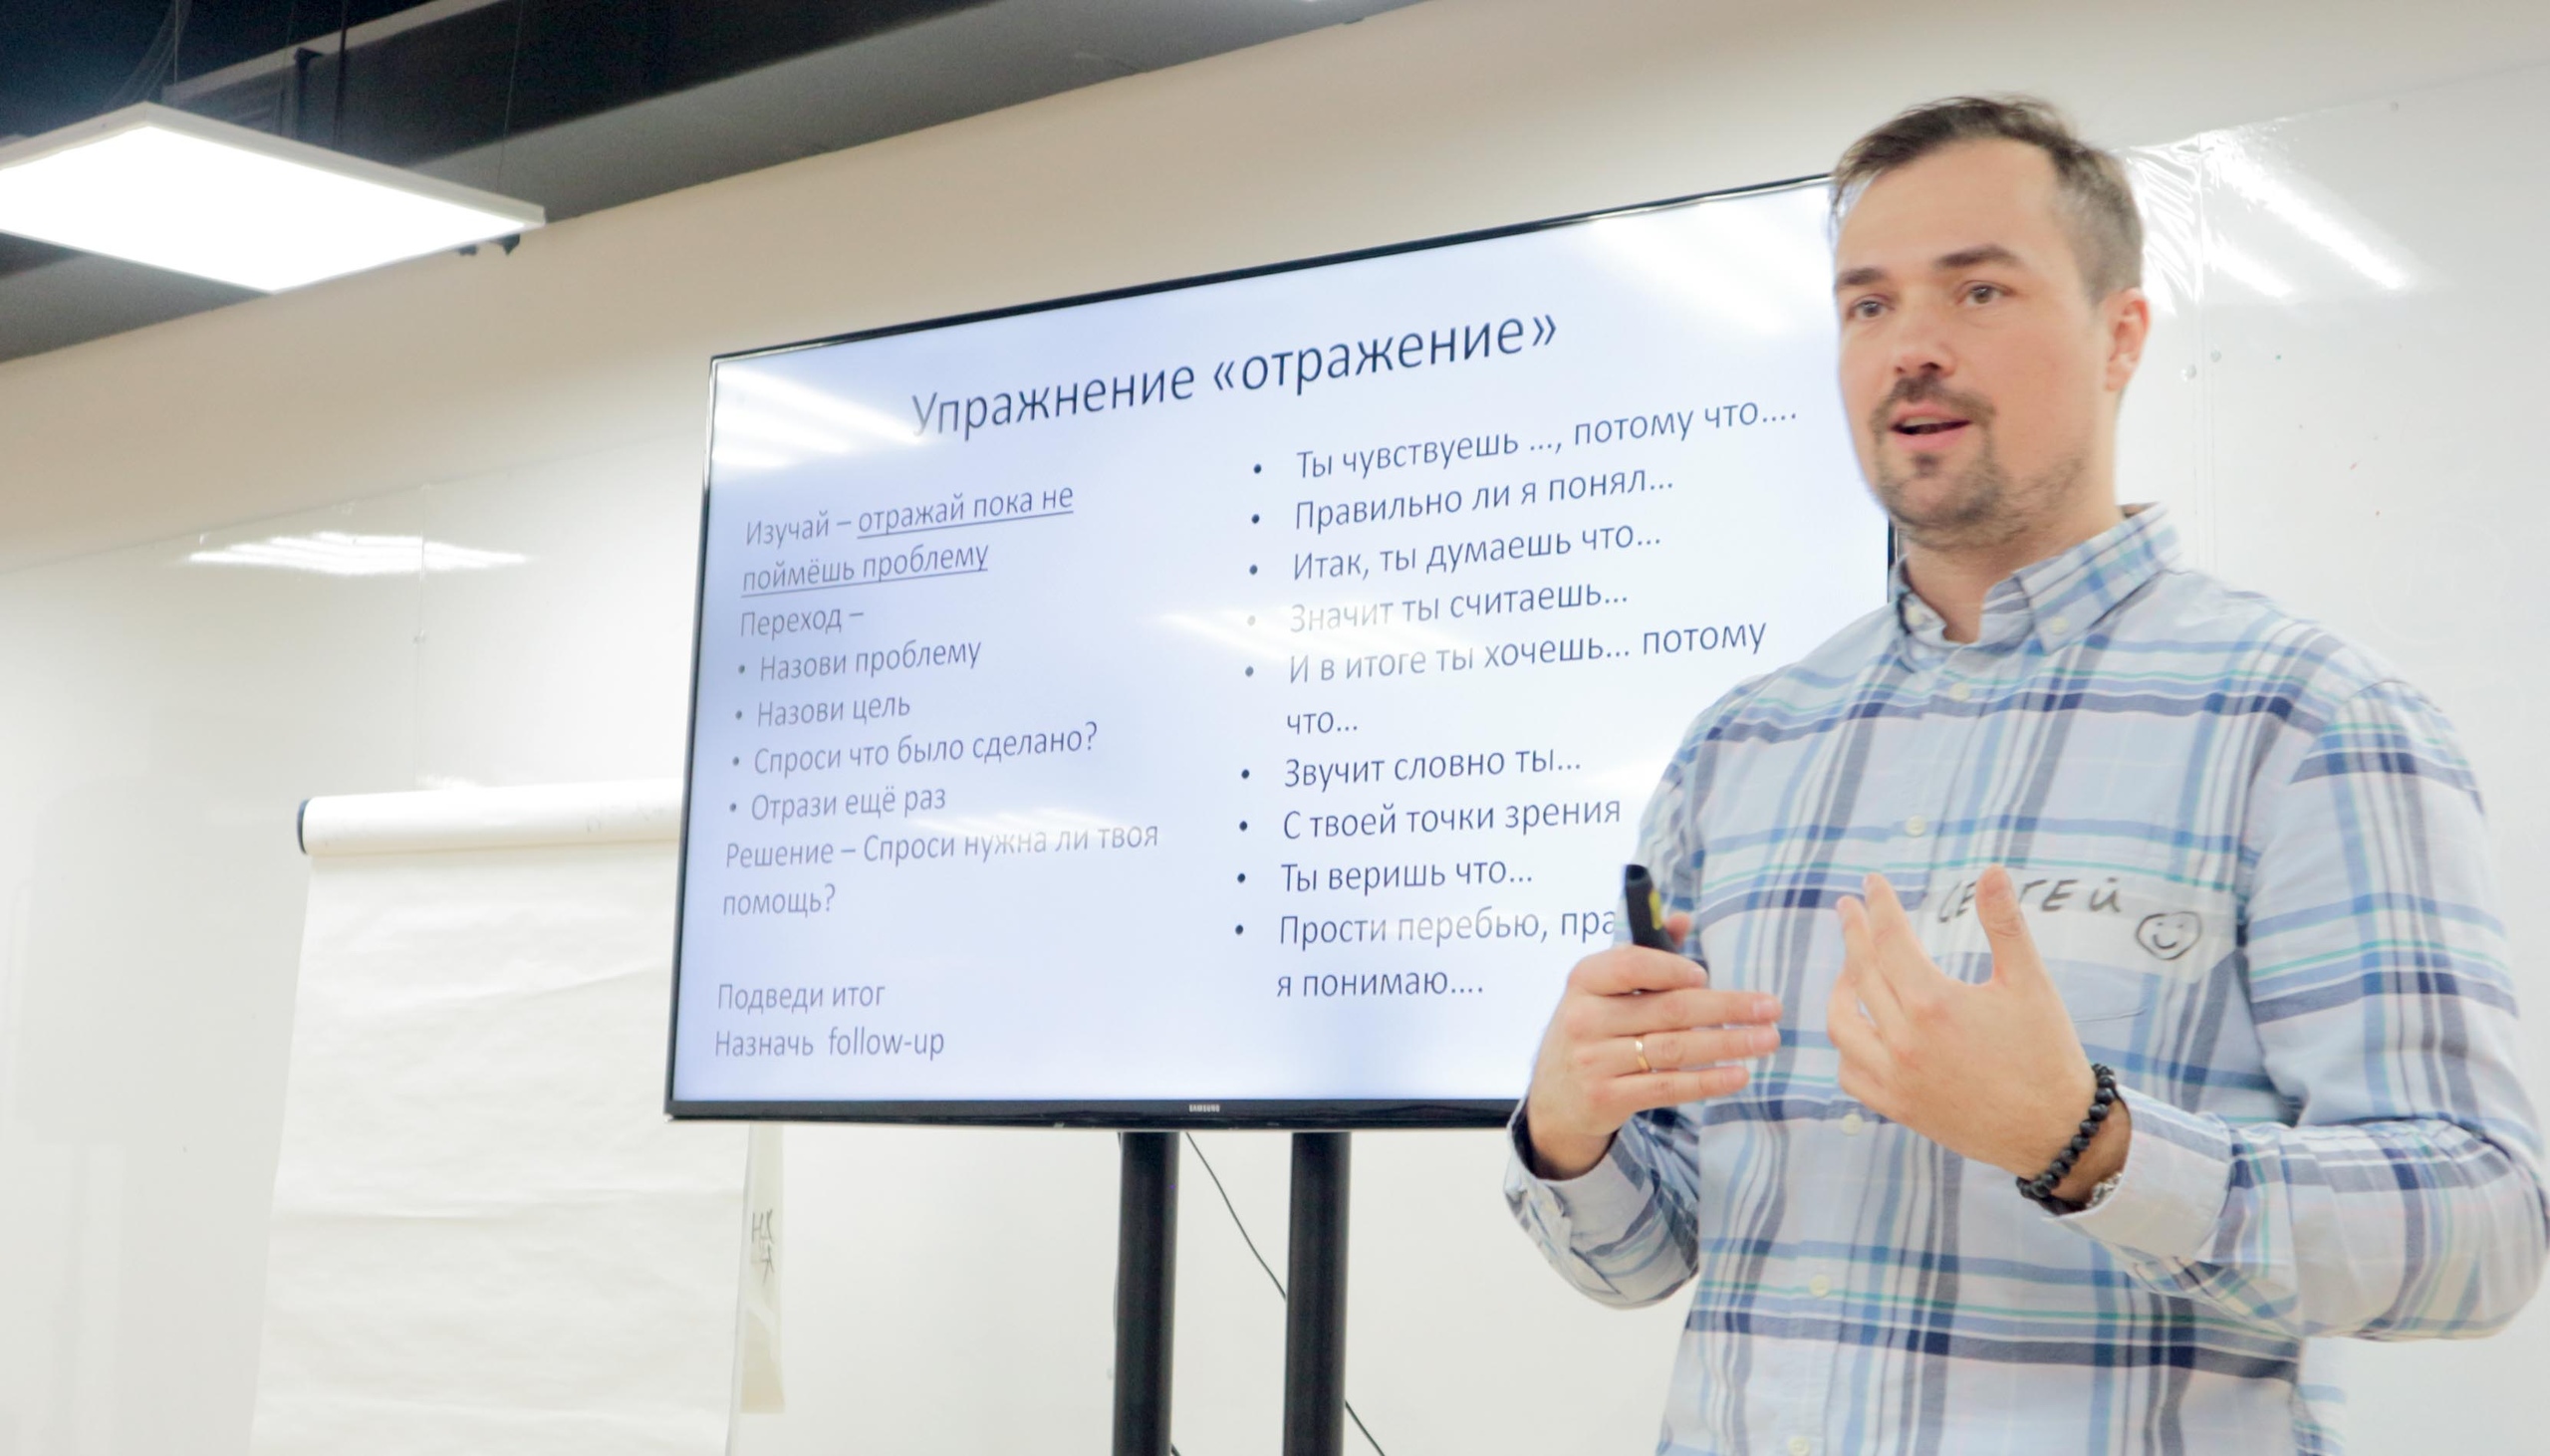 Упражнение «отражение»
Изучай – отражай пока не
поймёшь проблему
Переход –
• Назови проблему
• Назови цель
• Спроси что было сделано?
• Отрази ещё раз
Решение – Спроси нужна ли твоя
помощь?
Подведи итог
Назначь follow-up
• Ты чувствуешь ..., потому что....
• Правильно ли я понял...
• Итак, ты думаешь что...
• Значит ты считаешь...
• И в итоге ты хочешь... потому
что...
• Звучит словно ты...
• С твоей точки зрения
• Ты веришь что...
• Прости перебью, пра
я понимаю....
SAMSUNG
СЕРГЕЙ